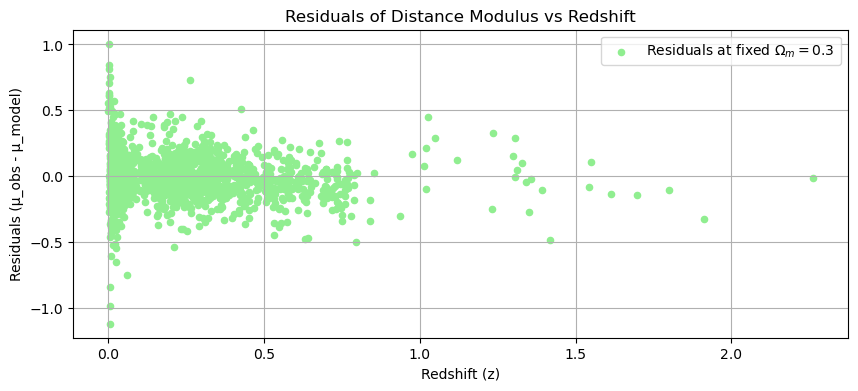 Residuals of Distance Modulus vs Redshift
Residuals at fixed Ωₘ = 0.3
Residuals (μ_obs - μ_model)
1.0
0.5
0.0
−0.5
−1.0
0.0 0.5 1.0 1.5 2.0
Redshift (z)